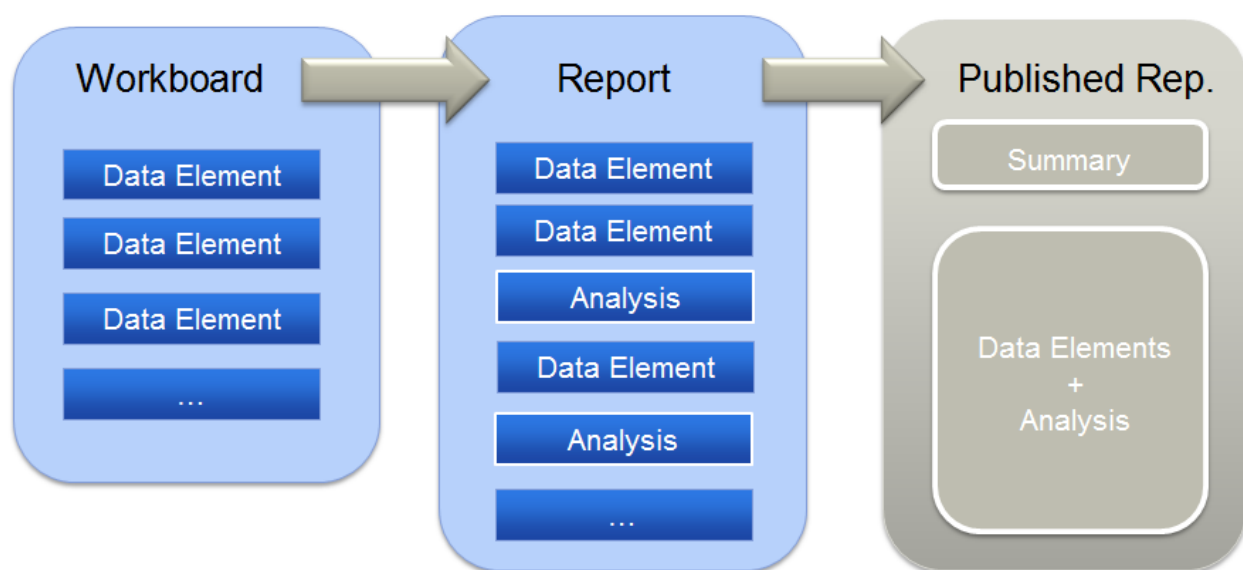 Workboard
Data Element
Data Element
Data Element
...
Report
Data Element
Data Element
Analysis
Data Element
Analysis
...
Published Rep.
Summary
Data Elements
+
Analysis